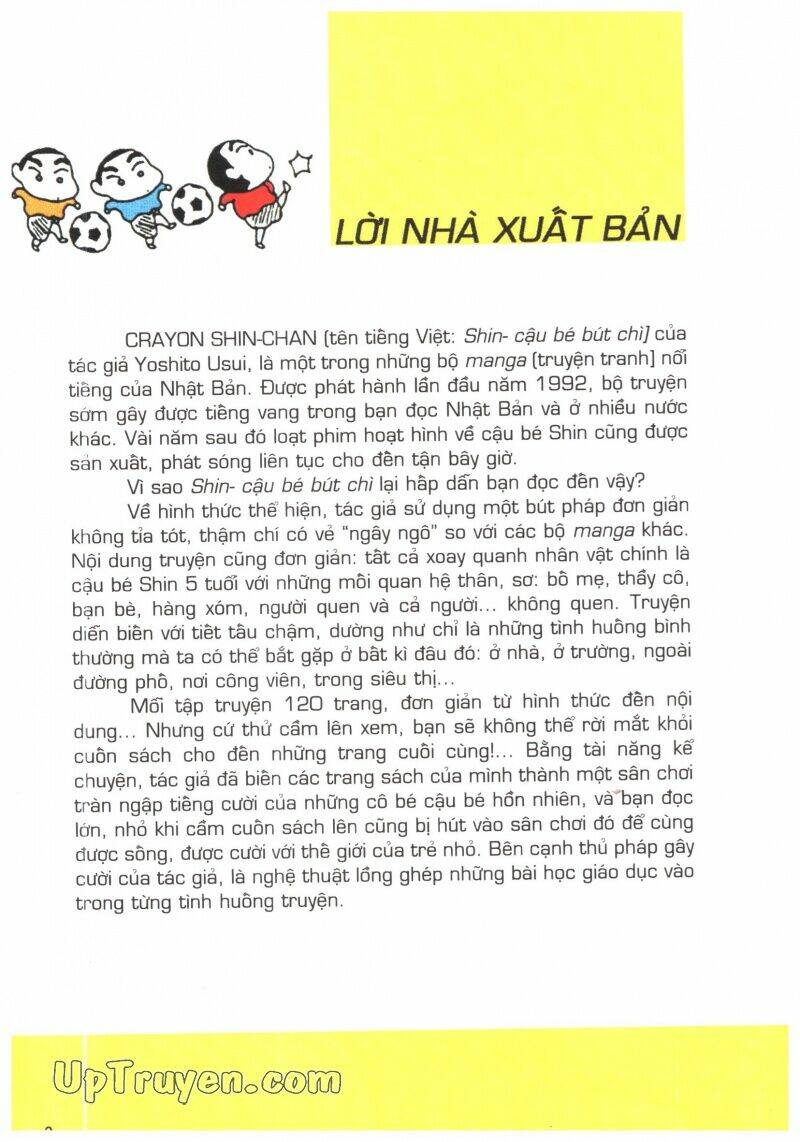 LỜI NHÀ XUẤT BẢN
CRAYON SHIN-CHAN (tên tiếng Việt: Shin- cậu bé bút chì) của
tác giả Yoshito Usui, là một trong những bộ manga (truyện tranh) nổi
tiếng của Nhật Bản. Được phát hành lần đầu năm 1992, bộ truyện
sớm gây được tiếng vang trong bạn đọc Nhật Bản và ở nhiều nước
khác. Vài năm sau đó loạt phim hoạt hình về cậu bé Shin cũng được
sản xuất, phát sóng liên tục cho đến tận bây giờ.
Vì sao Shin- cậu bé bút chì lại hấp dẫn bạn đọc đến vậy?
Về hình thức thể hiện, tác giả sử dụng một bút pháp đơn giản
không tỉa tót, thậm chí có vẻ "ngây ngô" so với các bộ manga khác.
Nội dung truyện cũng đơn giản: tất cả xoay quanh nhân vật chính là
cậu bé Shin 5 tuổi với những mối quan hệ thân, sơ: bố mẹ, thầy cô,
bạn bè, hàng xóm, người quen và cả người... không quen. Truyện
diễn biến với tiết tấu chậm, dường như chỉ là những tình huống bình
thường mà ta có thể bắt gặp ở bất kì đâu đó: ở nhà, ở trường, ngoài
đường phố, nơi công viên, trong siêu thị...
Mỗi tập truyện 120 trang, đơn giản từ hình thức đến nội
dung... Nhưng cứ thử cầm lên xem, bạn sẽ không thể rời mắt khỏi
cuốn sách cho đến những trang cuối cùng!... Bằng tài năng kể
chuyện, tác giả đã biến các trang sách của mình thành một sân chơi
tràn ngập tiếng cười của những cô bé cậu bé hồn nhiên, và bạn đọc
lớn, nhỏ khi cầm cuốn sách lên cũng bị hút vào sân chơi đó để cùng
được sống, được cười với thế giới của trẻ nhỏ. Bên cạnh thủ pháp gây
cười của tác giả, là nghệ thuật lồng ghép những bài học giáo dục vào
trong từng tình huống truyện.
UpTruyen.com